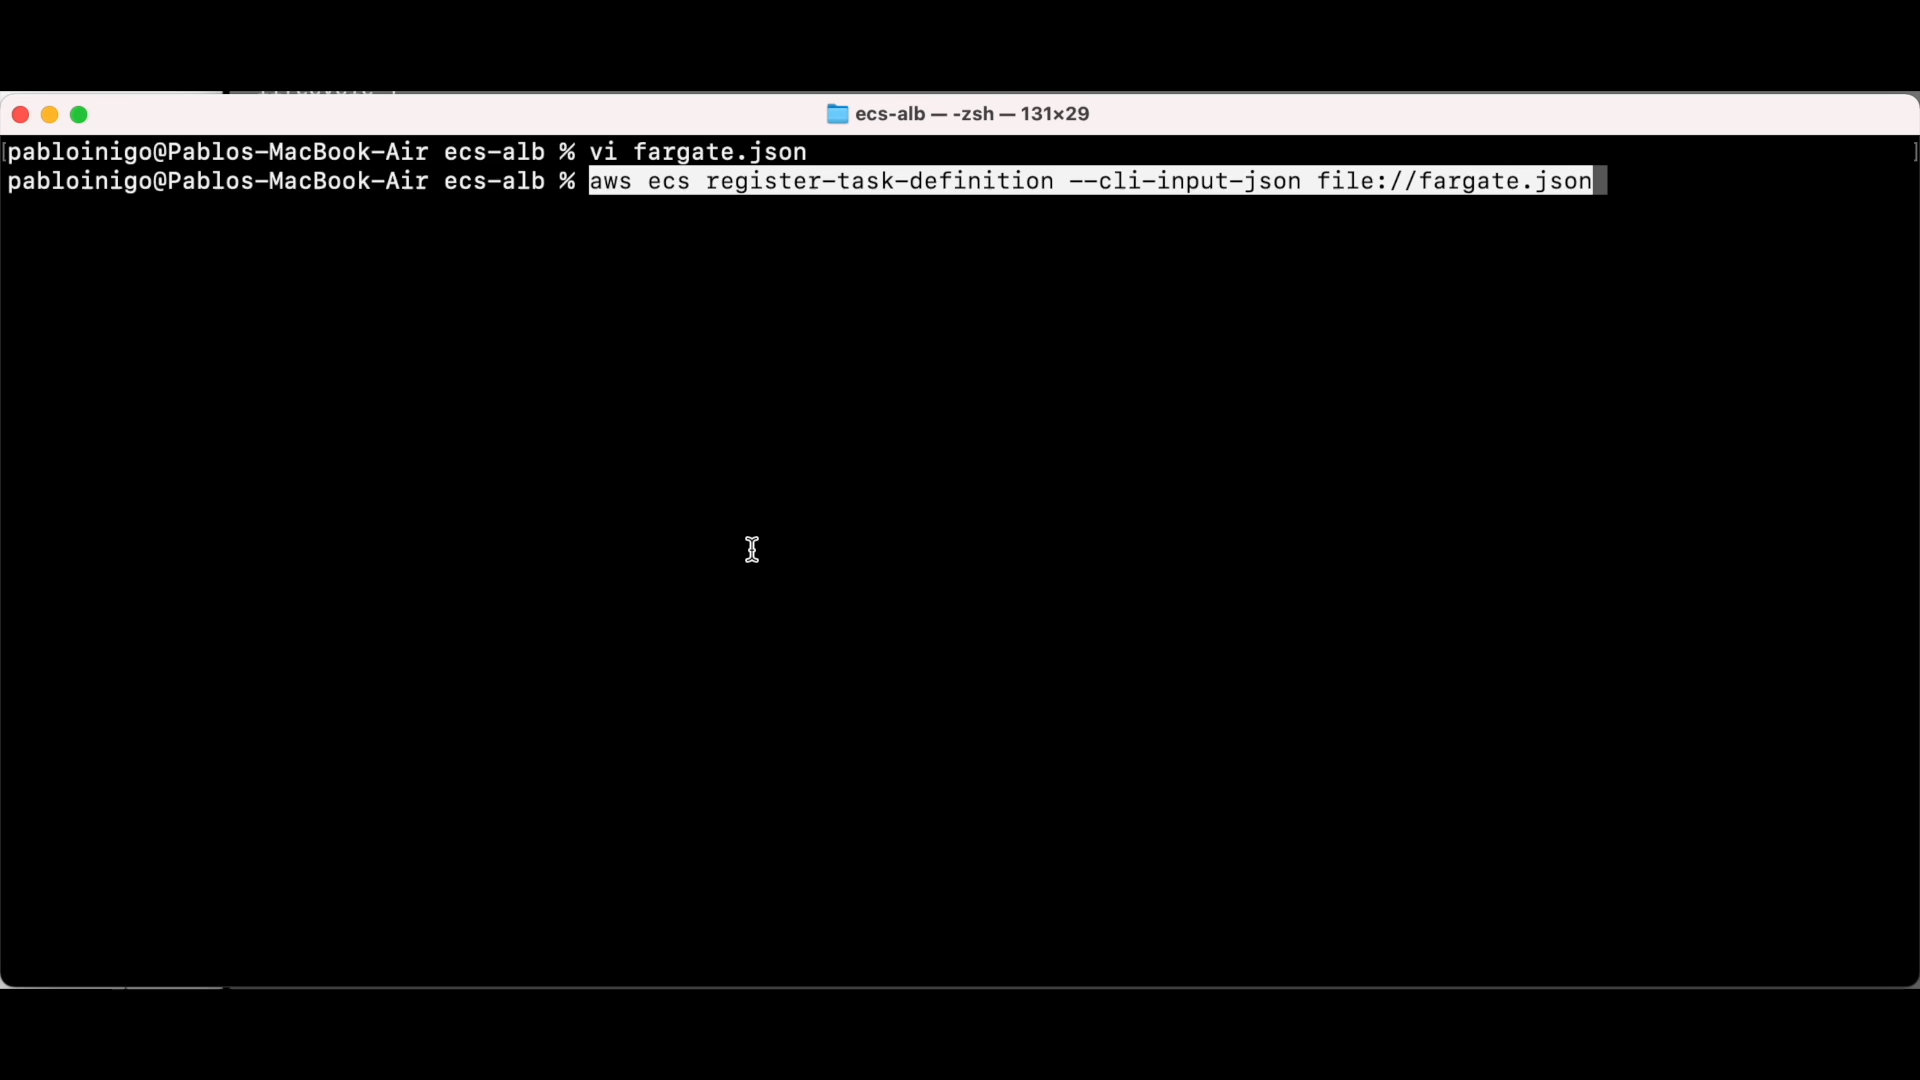 ecs-alb — -zsh — 131×29
[pabloinigo@Pablos-MacBook-Air ecs-alb % vi fargate.json ]
pabloinigo@Pablos-MacBook-Air ecs-alb % aws ecs register-task-definition --cli-input-json file://fargate.json